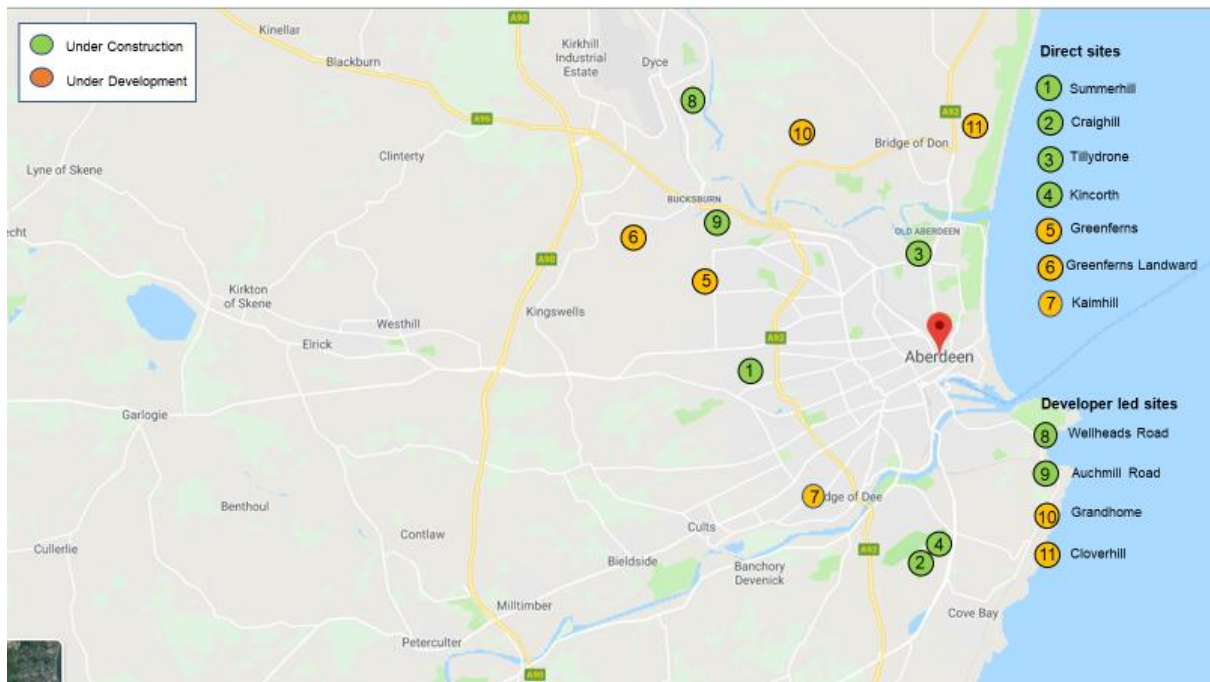 Under Construction
Under Development
Direct sites
1 Summerhill
2 Craighill
3 Tillydrone
4 Kincorth
5 Greenferns
6 Greenferns Landward
7 Kaimhill
Developer led sites
8 Wellheads Road
9 Auchmill Road
10 Grandhome
11 Cloverhill
A90
Kinellar
Kirkhill
Industrial
Estate
Dyce
Blackburn
8
A96
A92
11
10
Bridge of Don
Clinterty
Lyne of Skene
BUCKSBURN
9
6
OLD ABERDEEN
3
echt
A90
5
Kirkton
of Skene
Kingswells
Westhill
Elrick
A92
Aberdeen
1
Garlogie
7
dge of Dee
Benthoul
Contlaw
Cults
4
2
A92
Cullerlie
Bieldside
Banchory
Devenick
Milltimber
Cove Bay
Peterculter
A90